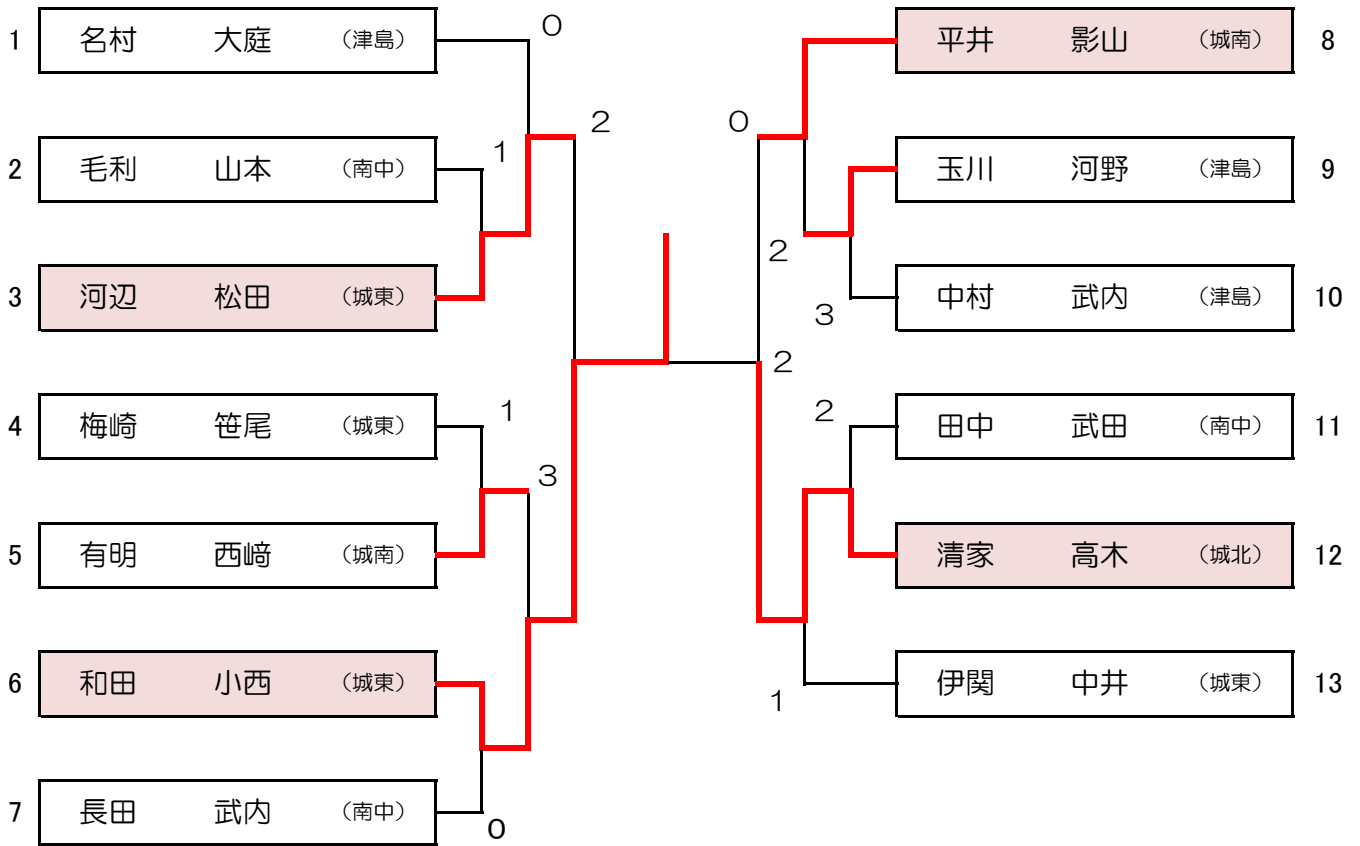 1 名村 大庭 （津島）
2 毛利 山本 （南中）
3 河辺 松田 （城東）
4 梅崎 笹尾 （城東）
5 有明 西﨑 （城南）
6 和田 小西 （城東）
7 長田 武内 （南中）
0
1
2
1
3
0
0
2
3
2
2
1
平井 影山 （城南） 8
玉川 河野 （津島） 9
中村 武内 （津島） 10
田中 武田 （南中） 11
清家 高木 （城北） 12
伊関 中井 （城東） 13